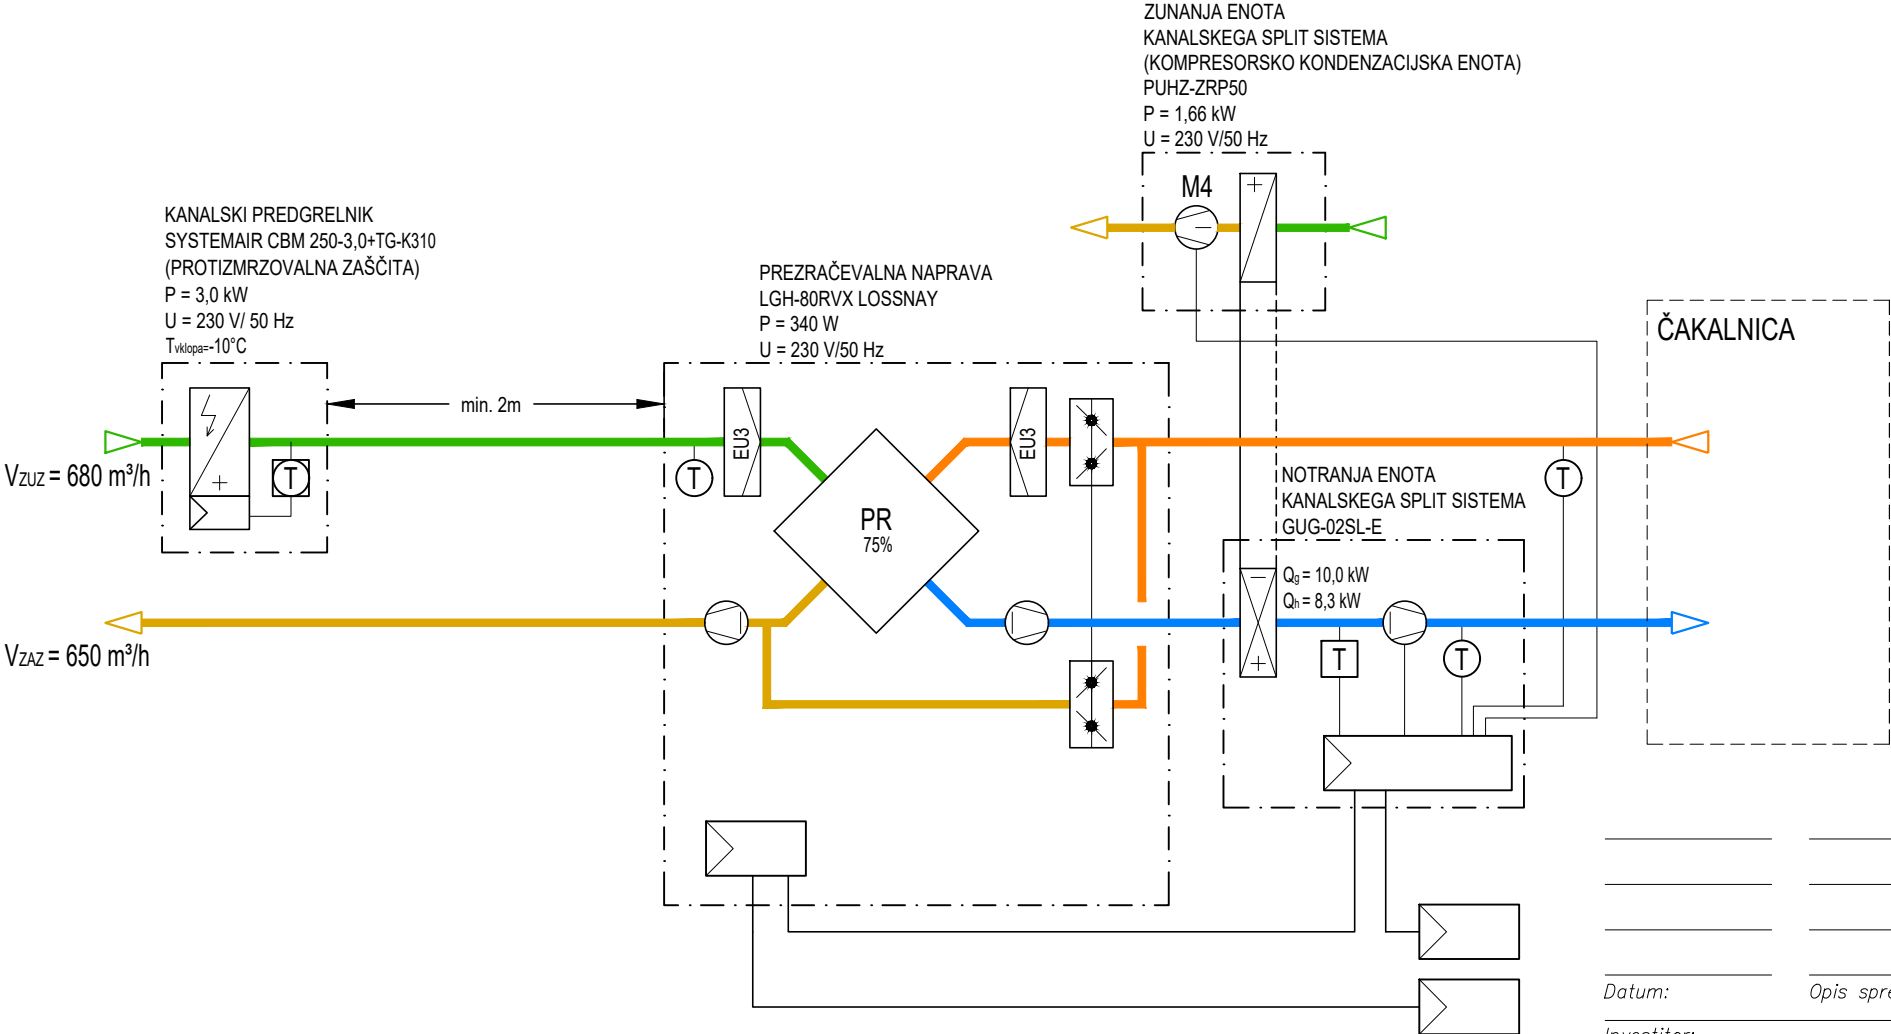 ZUNANJA ENOTA
KANALSKEGA SPLIT SISTEMA
(KOMPRESORSKO KONDENZACIJSKA ENOTA)
PUHZ-ZRP50
P = 1,66 kW
U = 230 V/50 Hz
M4
KANALSKI PREDGRELNIK
SYSTEMAIR CBM 250-3,0+TG-K310
(PROTIZMRZOVALNA ZAŠČITA)
P = 3,0 kW
U = 230 V/ 50 Hz
Tvklopa=-10°C
PREZRAČEVALNA NAPRAVA
LGH-80RVX LOSSNAY
P = 340 W
U = 230 V/50 Hz
ČAKALNICA
min. 2m
EU3
EU3
VZUZ = 680 m³/h
T
T
T
NOTRANJA ENOTA
KANALSKEGA SPLIT SISTEMA
GUG-02SL-E
PR
75%
Qg = 10,0 kW
Qh = 8,3 kW
VZAZ = 650 m³/h
T
T
Datum:
Opis